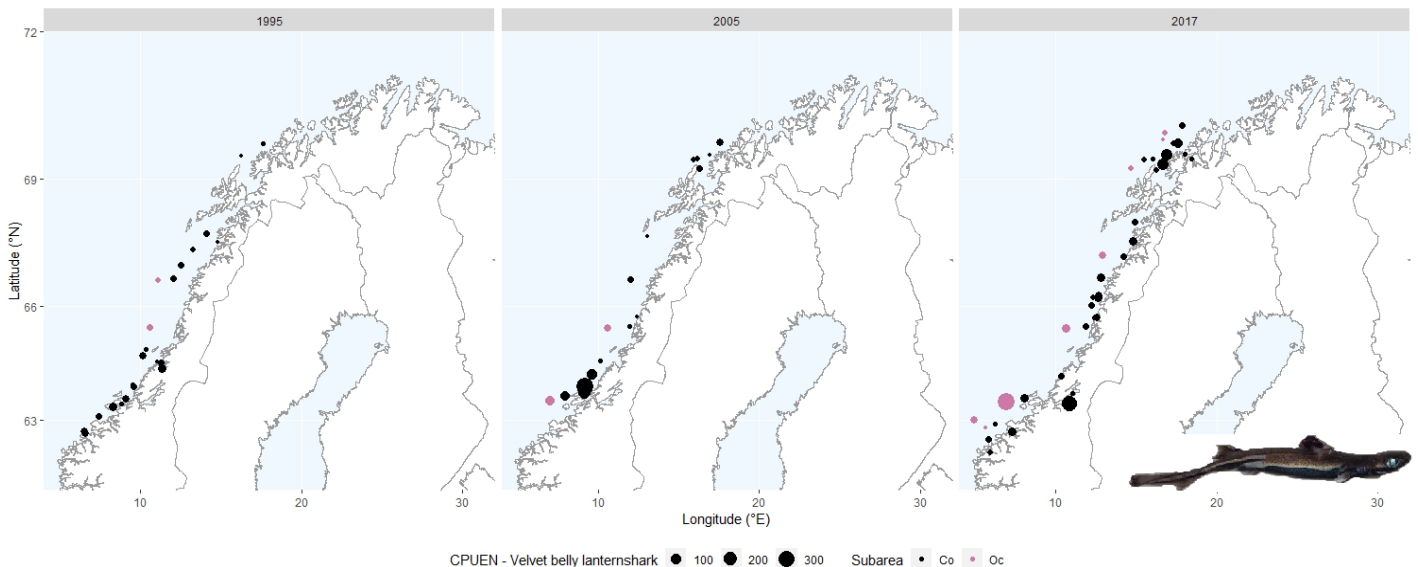 1995 2005 2017
72
69
66
63
Latitude (°N)
10 20 30 10 20 30 10 20 30
Longitude (°E)
CPUEN - Velvet belly lanternshark 100 200 300 Subarea Co Oc